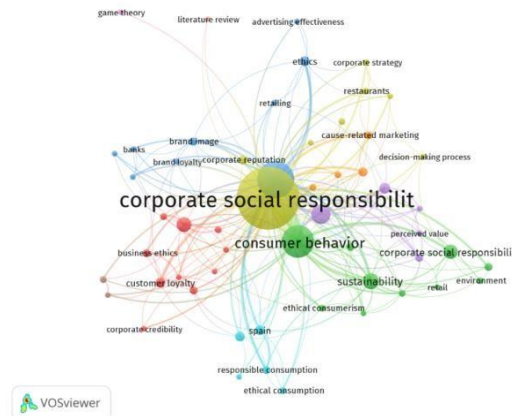 game theory
literature review
advertising effectiveness
ethics
corporate strategy
restaurants
retailing
cause-related marketing
brand image
banks
brand loyalty
corporate reputation
decision-making process
corporate social responsibilit
perceived value
consumer behavior
corporate social responsibili
business ethics
customer loyalty
sustainability
environment
retail
ethical consumerism
corporate credibility
spain
responsible consumption
ethical consumption
VOSviewer